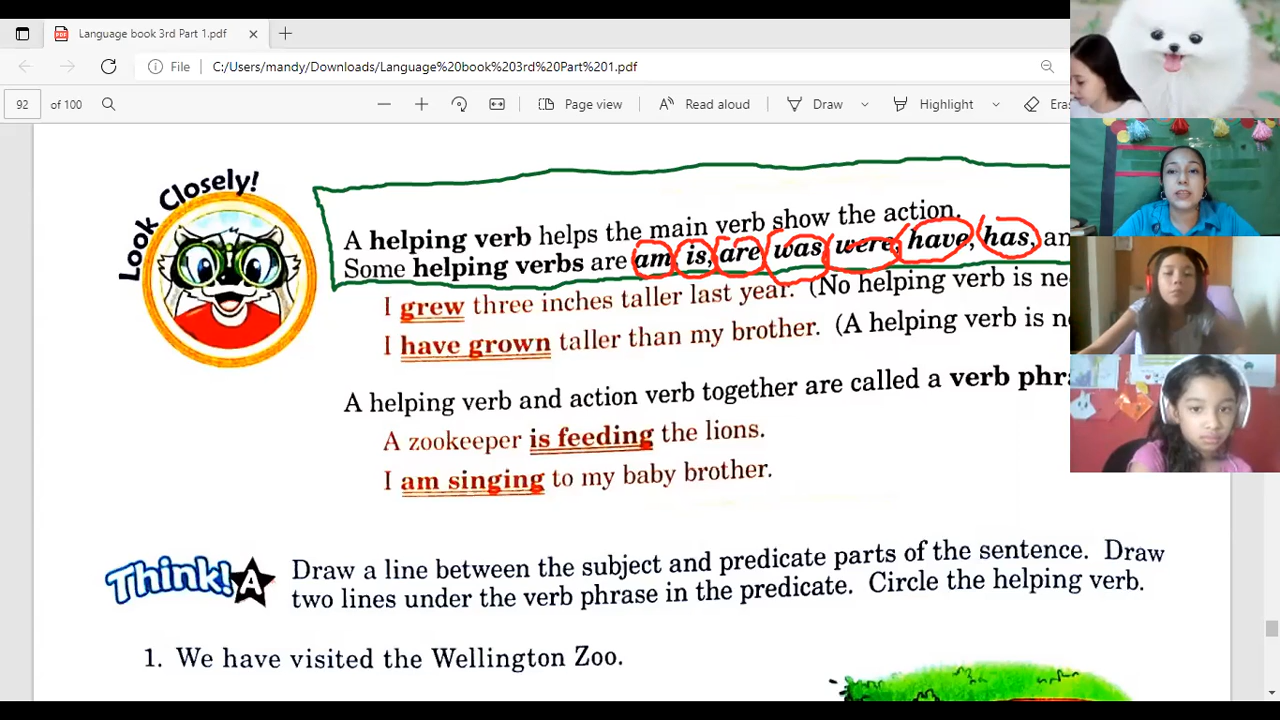 Language book 3rd Part 1.pdf
File C:/Users/mandy/Downloads/Language%20book%203rd%20Part%201.pdf
92 of 100 Page view Read aloud Draw Highlight
Look Closely!
A helping verb helps the main verb show the action.
Some helping verbs are am, is, are, was, were, have, has,
I grew three inches taller last year. (No helping verb is
I have grown taller than my brother. (A helping verb is
A helping verb and action verb together are called a verb
A zookeeper is feeding the lions.
I am singing to my baby brother.
Think! A Draw a line between the subject and predicate parts of the sentence. Draw
two lines under the verb phrase in the predicate. Circle the helping verb.
1. We have visited the Wellington Zoo.